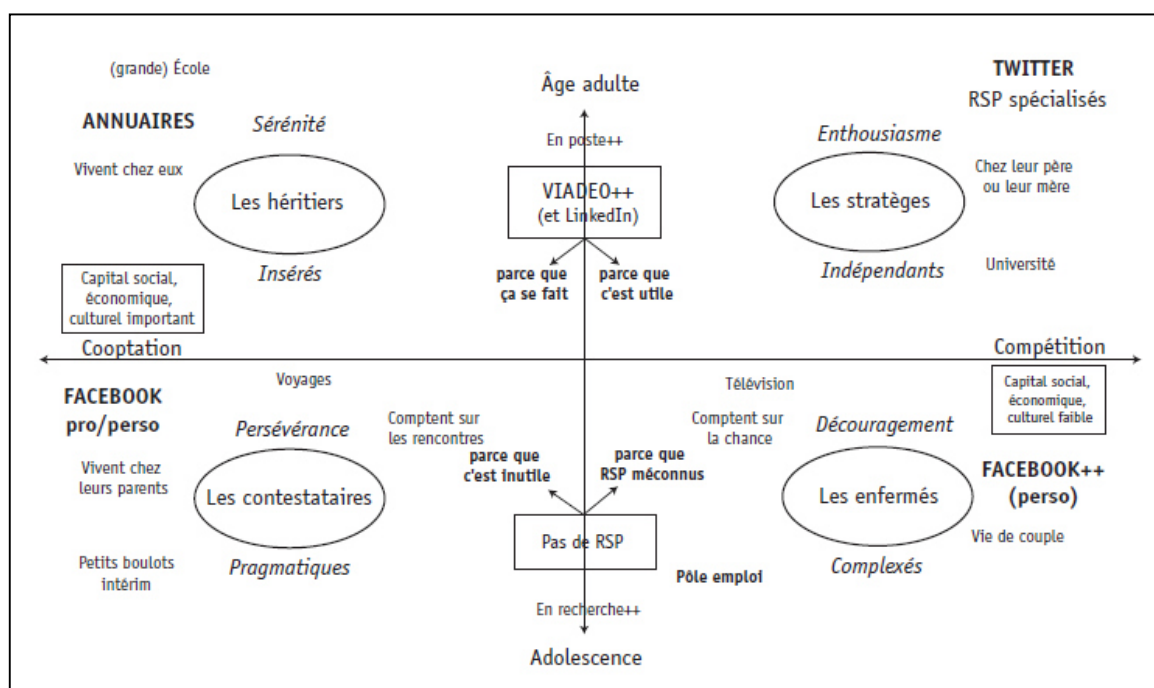 (grande) École
TWITTER
RSP spécialisés
Âge adulte
ANNUAIRES
Sérénité
En poste++
Enthousiasme
Vivent chez eux
Les héritiers
VIADEO++
(et LinkedIn)
Les stratèges
Chez leur père
ou leur mère
Insérés
parce que
ça se fait
parce que
c'est utile
Indépendants
Université
Capital social,
économique,
culturel important
Cooptation
Compétition
Voyages
Télévision
Capital social,
économique,
culturel faible
FACEBOOK
pro/perso
Persévérance
Comptent sur
les rencontres
Comptent sur
la chance
Découragement
parce que
c'est inutile
parce que
RSP méconnus
Vivent chez
leurs parents
Les contestataires
Les enfermés
FACEBOOK++
(perso)
Pas de RSP
Vie de couple
Petits boulots
intérim
Pragmatiques
Pôle emploi
Complexés
En recherche++
Adolescence